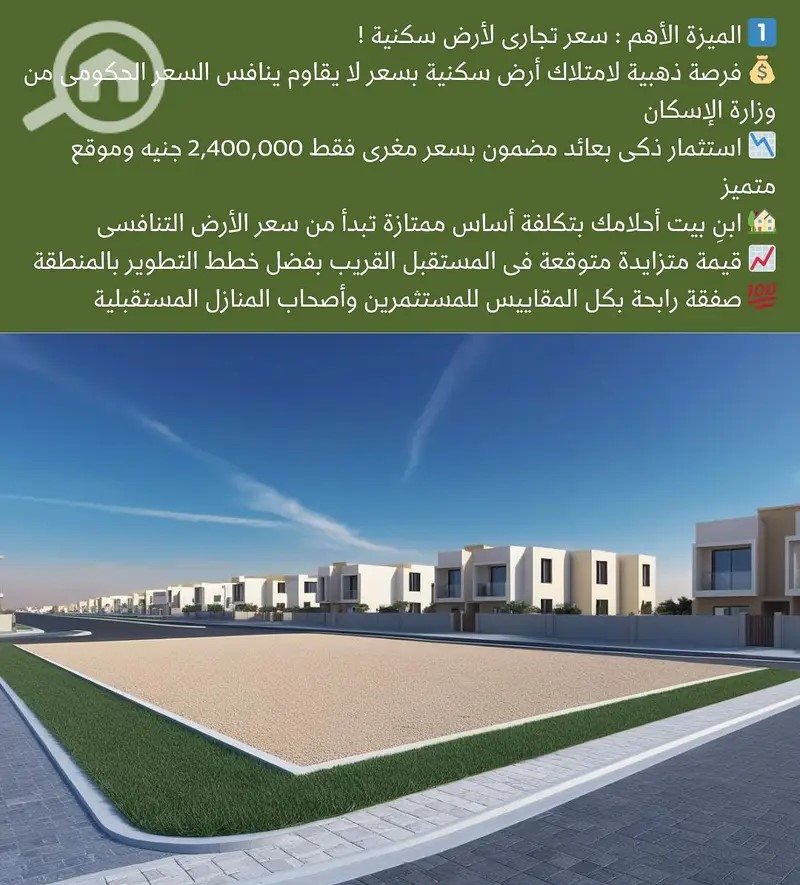 1️⃣ الميزة الأهم : سعر تجارى لأرض سكنية !
💰 فرصة ذهبية لامتلاك أرض سكنية بسعر لا يقاوم ينافس السعر الحكومى من
وزارة الإسكان
📉 استثمار ذكى بعائد مضمون بسعر مغرى فقط 2,400,000 جنيه وموقع
متميز
🏡 ابنِ بيت أحلامك بتكلفة أساس ممتازة تبدأ من سعر الأرض التنافسى
📈 قيمة متزايدة متوقعة فى المستقبل القريب بفضل خطط التطوير بالمنطقة
💯 صفقة رابحة بكل المقاييس للمستثمرين وأصحاب المنازل المستقبلية